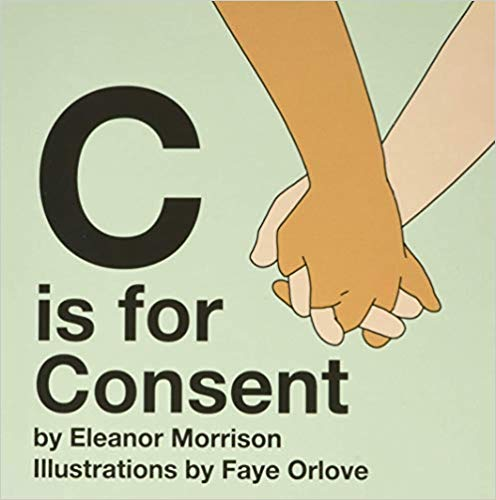 C
is for
Consent
by Eleanor Morrison
Illustrations by Faye Orlove